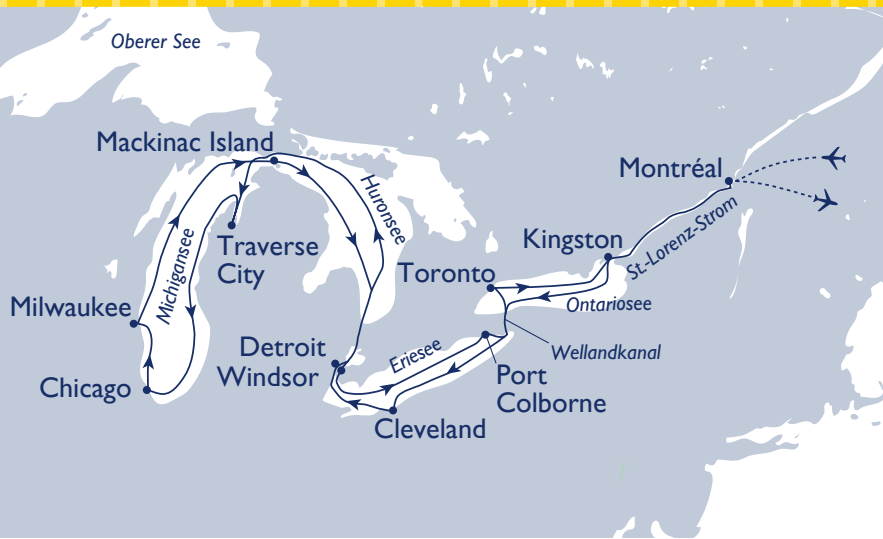 Oberer See
Mackinac Island
Montréal
Huronsee
Kingston
St-Lorenz-Strom
Traverse
City
Michigansee
Toronto
Ontariosee
Milwaukee
Detroit
Windsor
Eriesee
Wellandkanal
Chicago
Port
Colborne
Cleveland